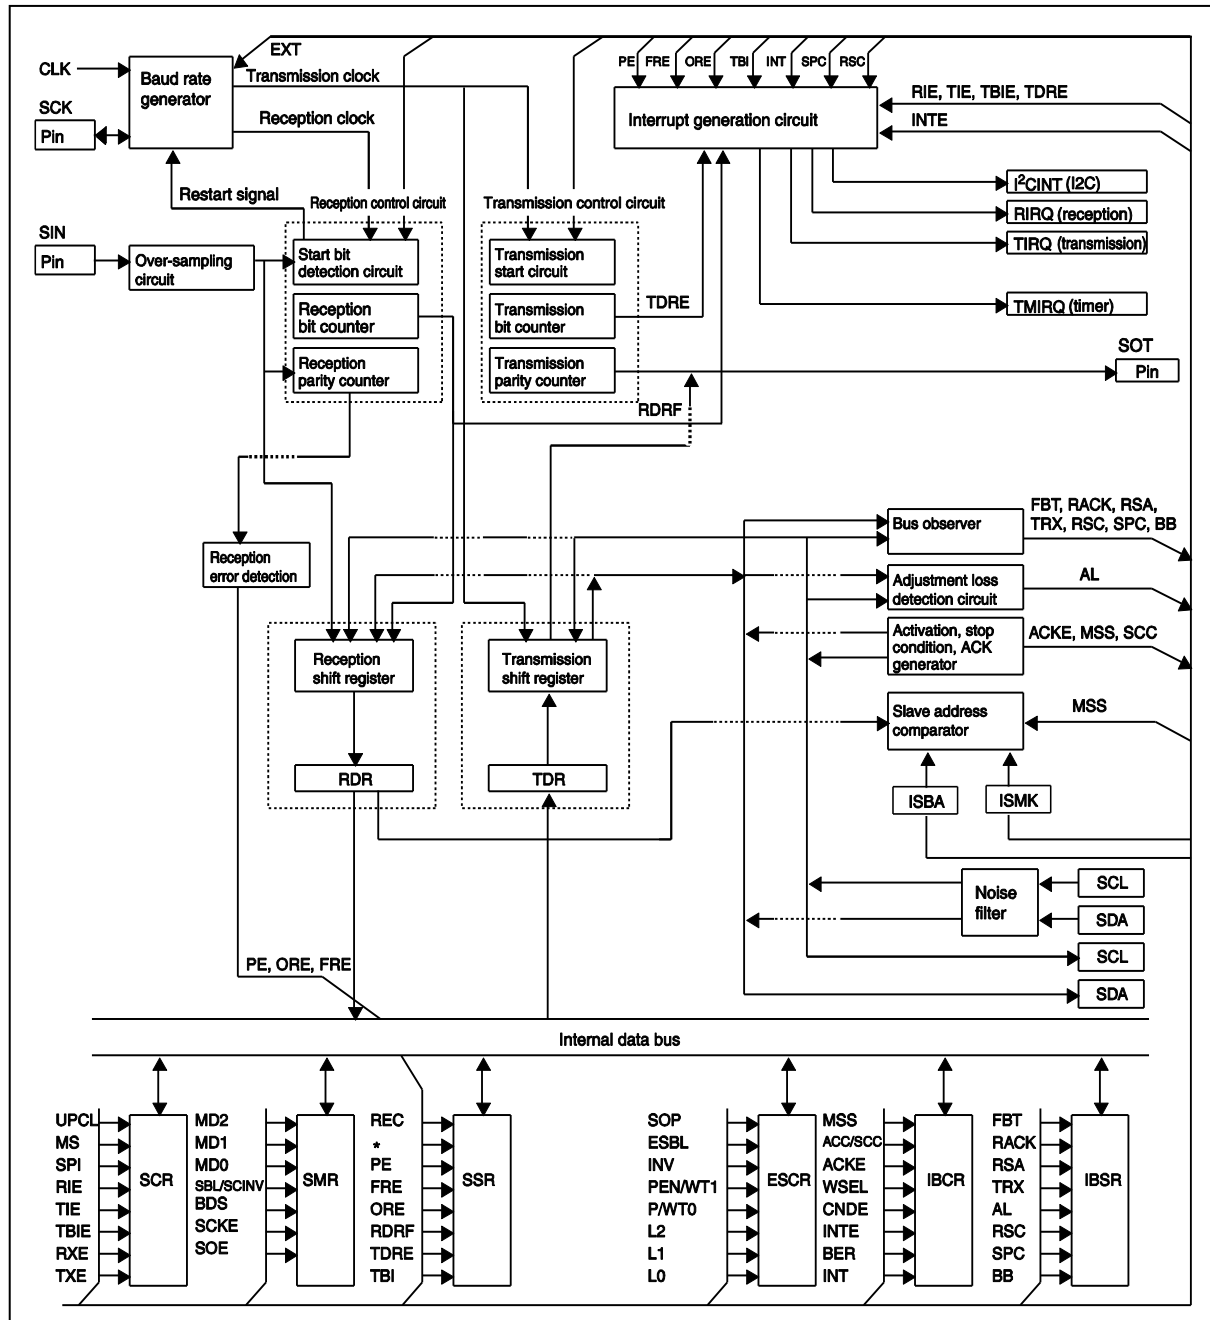 EXT
PE FRE ORE TBI INT SPC RSC
CLK
Baud rate
generator
Transmission clock
RIE, TIE, TBIE, TDRE
SCK
Pin
Reception clock
Interrupt generation circuit
INTE
Restart signal
Reception control circuit
Transmission control circuit
I²CINT (I2C)
RIRQ (reception)
TIRQ (transmission)
TMIRQ (timer)
SIN
Pin
Over-sampling
circuit
Start bit
detection circuit
Reception
bit counter
Reception
parity counter
Transmission
start circuit
Transmission
bit counter
Transmission
parity counter
TDRE
RDRF
SOT
Pin
Reception
error detection
Bus observer
FBT, RACK, RSA,
TRX, RSC, SPC, BB
Adjustment loss
detection circuit
AL
Activation, stop
condition, ACK
generator
ACKE, MSS, SCC
Reception
shift register
Transmission
shift register
Slave address
comparator
MSS
RDR
TDR
ISBA
ISMK
Noise
filter
SCL
SDA
SCL
SDA
PE, ORE, FRE
Internal data bus
UPCL
MS
SPI
RIE
TIE
TBIE
RXE
TXE
SCR
MD2
MD1
MD0
SBL/SCINV
BDS
SCKE
SOE
SMR
REC
*
PE
FRE
ORE
RDRF
TDRE
TBI
SSR
SOP
ESBL
INV
PEN/WT1
P/WT0
L2
L1
L0
ESCR
MSS
ACC/SCC
ACKE
WSEL
CNDE
INTE
BER
INT
IBCR
FBT
RACK
RSA
TRX
AL
RSC
SPC
BB
IBSR